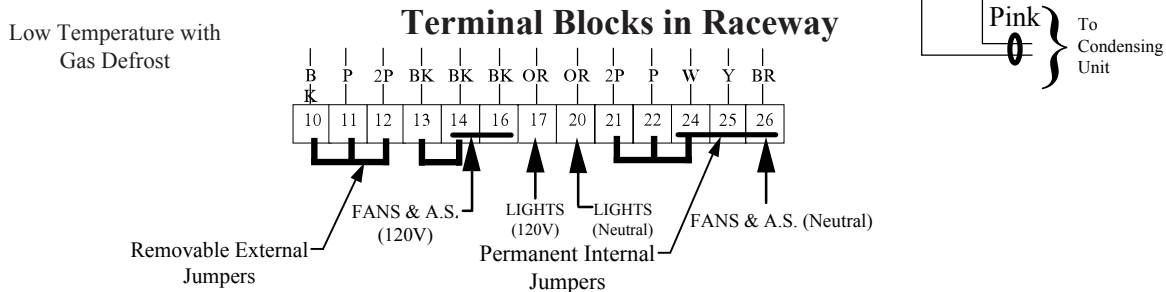 Low Temperature with
Gas Defrost
Terminal Blocks in Raceway
Pink
To
Condensing
Unit
B
K
P
2P
BK
BK
BK
OR
OR
2P
P
W
Y
BR
10
11
12
13
14
16
17
20
21
22
24
25
26
FANS & A.S.
(120V)
LIGHTS
(120V)
LIGHTS
(Neutral)
FANS & A.S. (Neutral)
Removable External
Jumpers
Permanent Internal
Jumpers